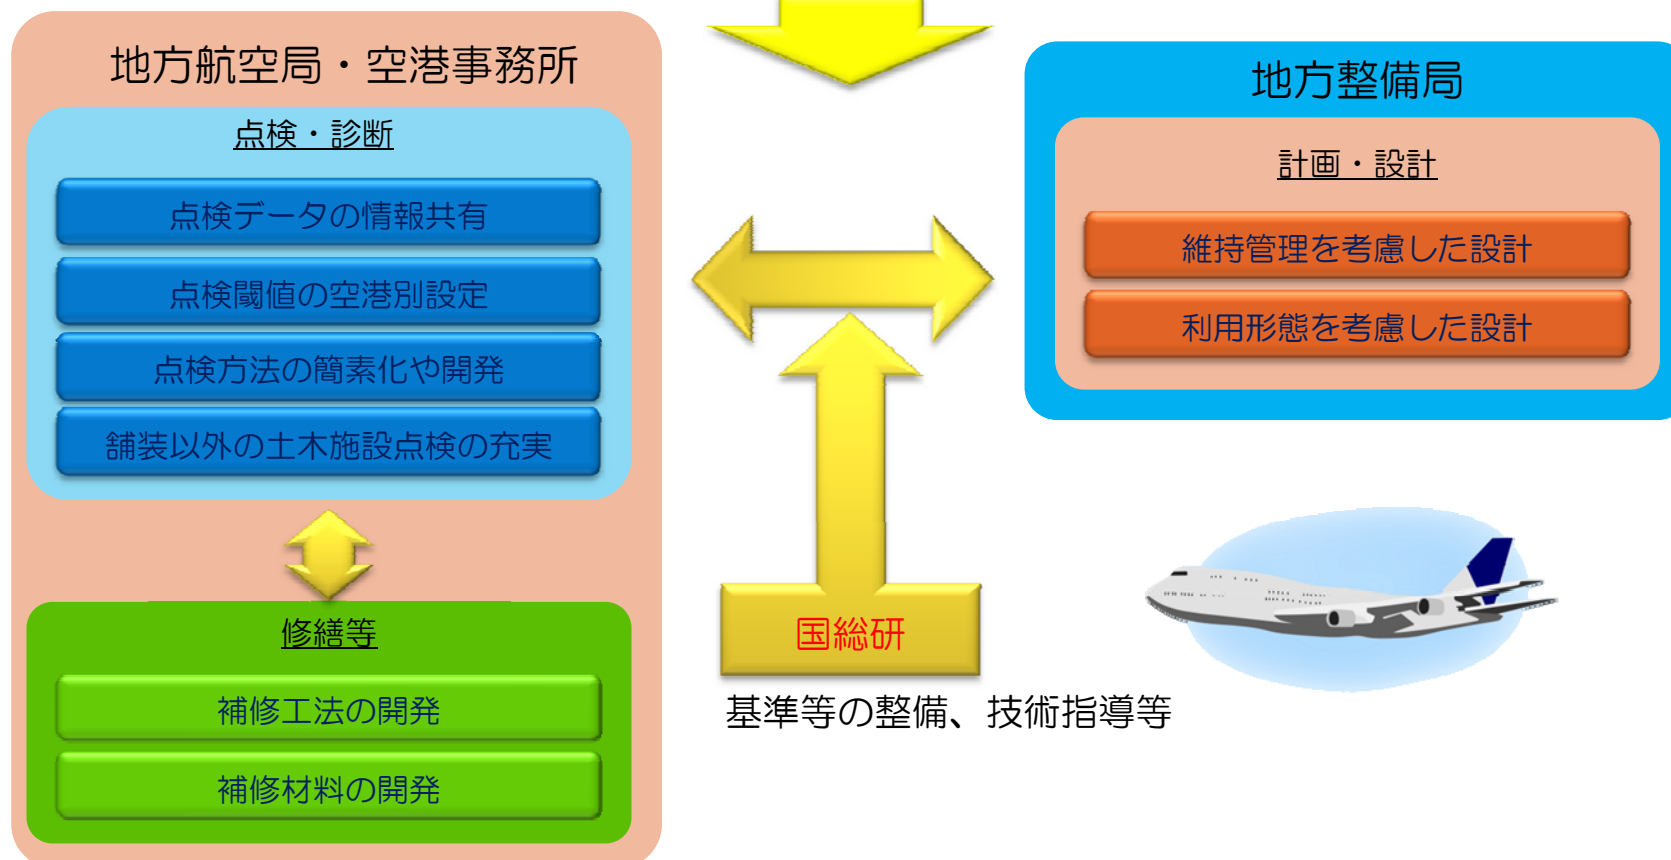 地方航空局・空港事務所
点検・診断
点検データの情報共有
点検閾値の空港別設定
点検方法の簡素化や開発
舗装以外の土木施設点検の充実
修繕等
補修工法の開発
補修材料の開発
国総研
基準等の整備、技術指導等
地方整備局
計画・設計
維持管理を考慮した設計
利用形態を考慮した設計